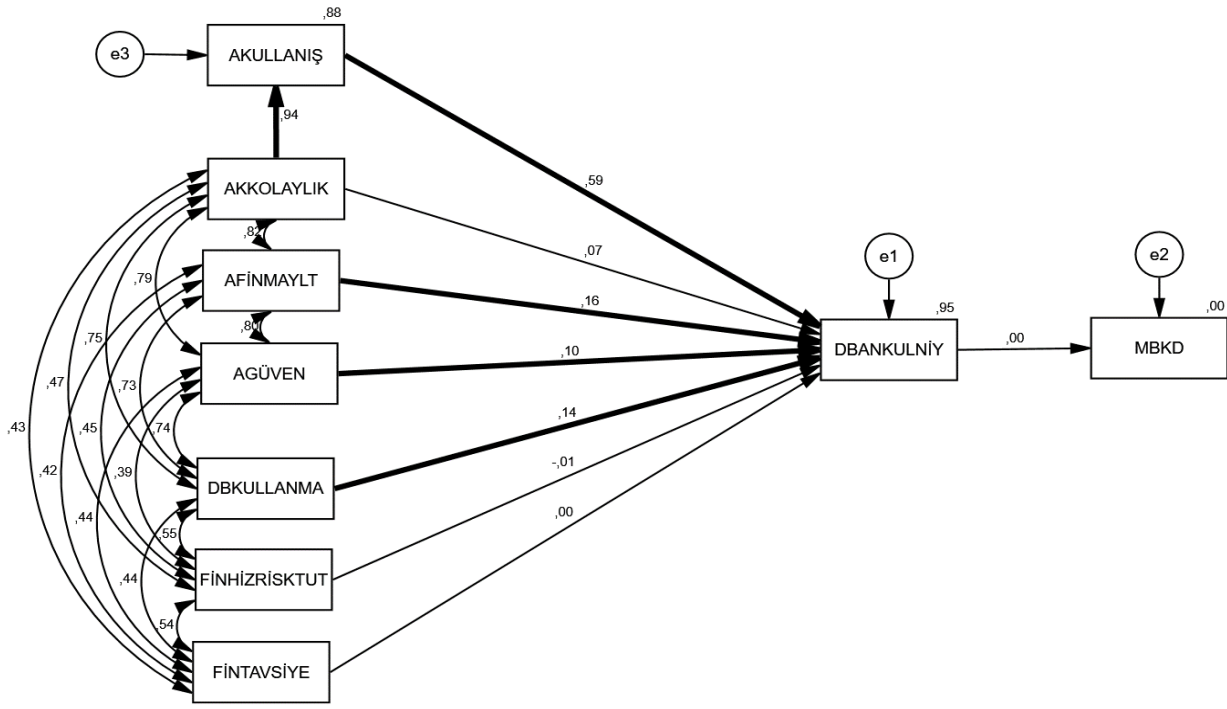 ,88
e3
AKULLANIŞ
,94
,59
AKKOLAYLIK
,82
,07
e1
e2
AFİNMAYLT
,79
,16
,95
,00
,80
,75
AGÜVEN
,10
DBANKULNİY
,00
MBKD
,47
,73
,43
,45
,74
,14
,42
,39
DBKULLANMA
-,01
,44
,55
,00
,44
FİNHİZRİSKTUT
,54
FİNTAVSİYE